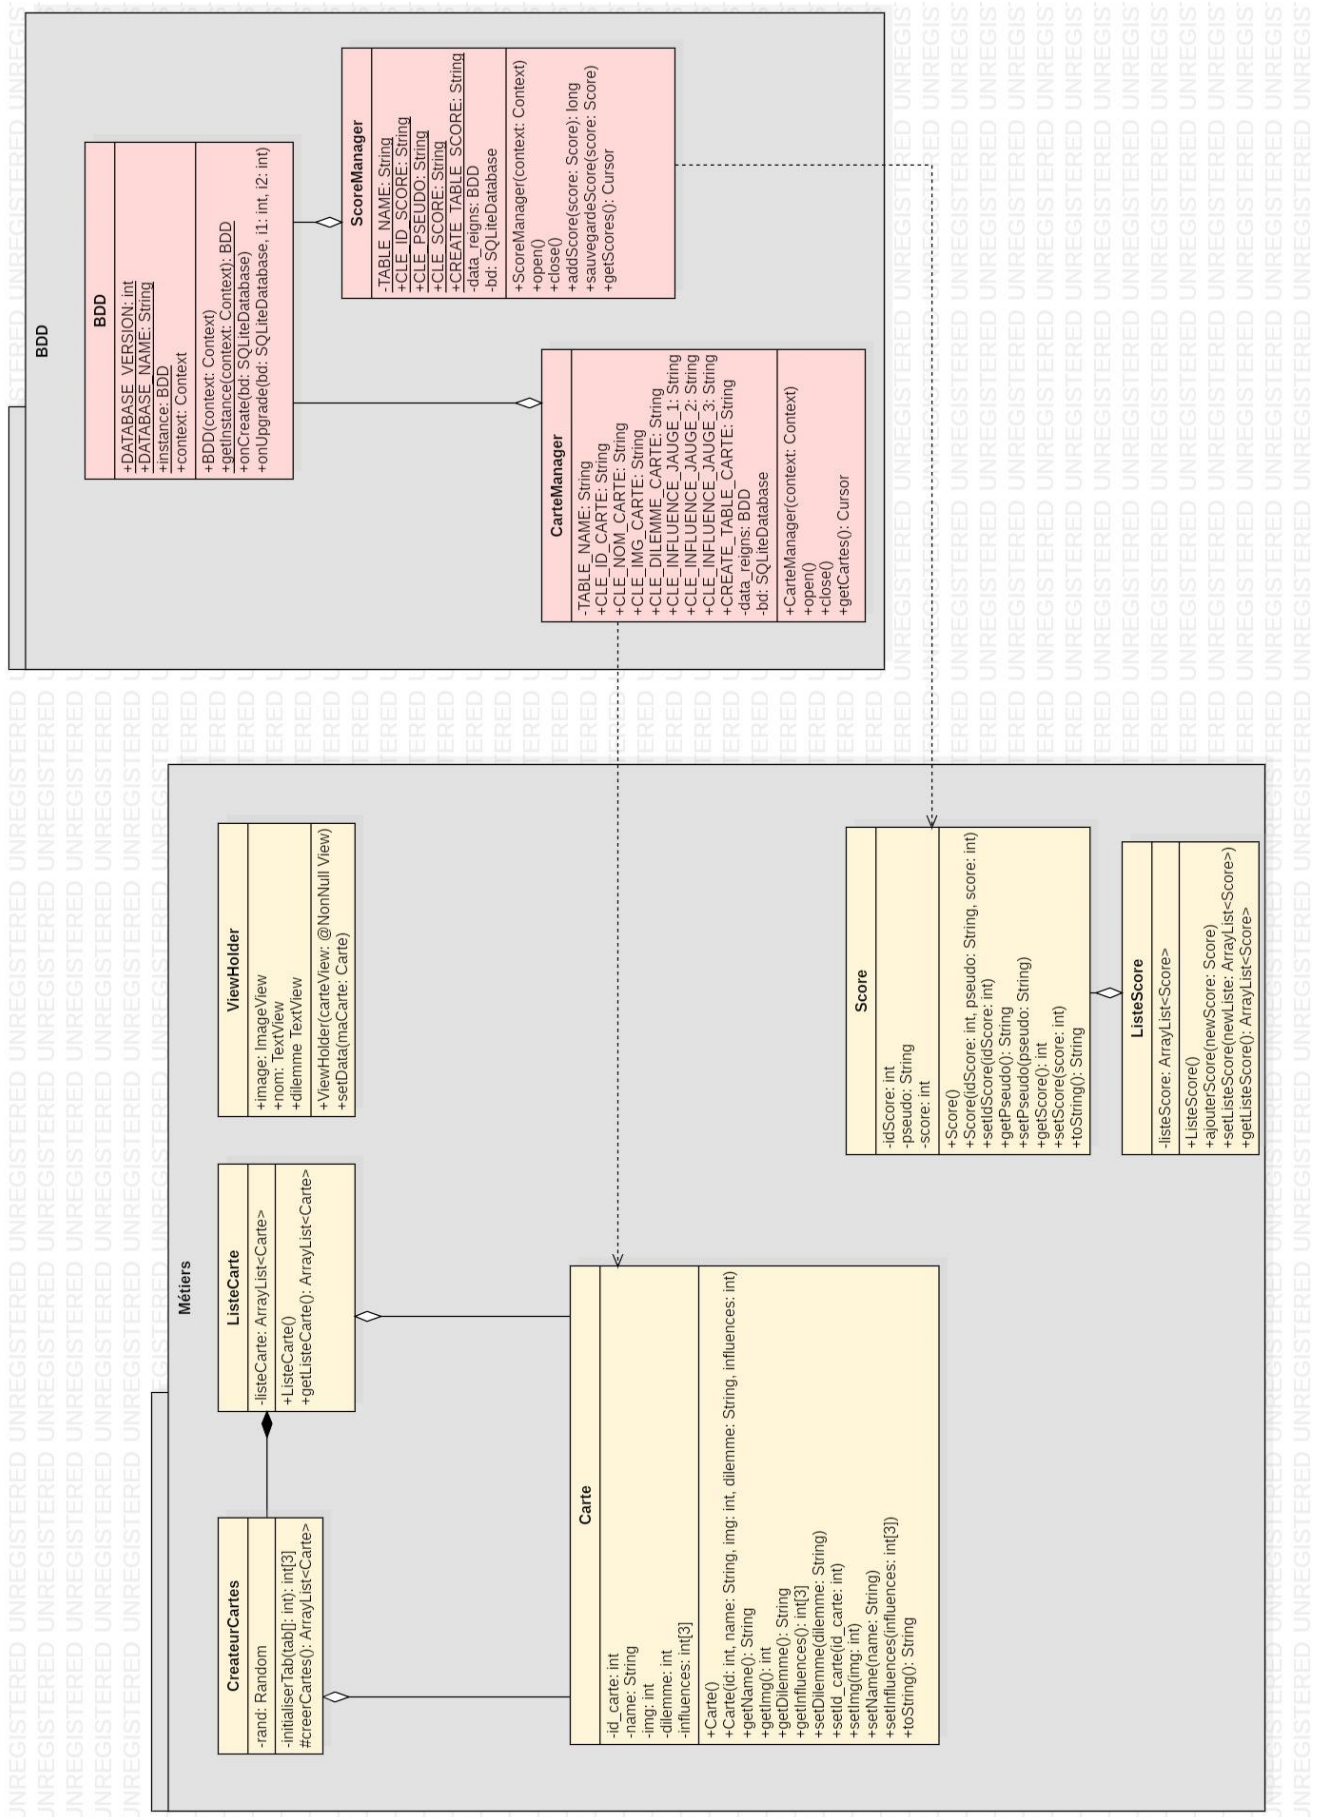 BDD
BDD
+DATABASE_VERSION: int
+DATABASE_NAME: String
+instance: BDD
+context: Context
+BDD(context: Context)
+getInstance(context: Context): BDD
+onCreate(bd: SQLiteDatabase)
+onUpgrade(bd: SQLiteDatabase, i1: int, i2: int)
ScoreManager
-TABLE_NAME: String
+CLE_ID_SCORE: String
+CLE_PSEUDO: String
+CLE_SCORE: String
+CREATE_TABLE_SCORE: String
-data_reigns: BDD
-bd: SQLiteDatabase
+ScoreManager(context: Context)
+open()
+close()
+addScore(score: Score): long
+sauvegardeScore(score: Score)
+getScores(): Cursor
CarteManager
-TABLE_NAME: String
+CLE_ID_CARTE: String
+CLE_NOM_CARTE: String
+CLE_IMG_CARTE: String
+CLE_DILEMME_CARTE: String
+CLE_INFLUENCE_JAUGE_1: String
+CLE_INFLUENCE_JAUGE_2: String
+CLE_INFLUENCE_JAUGE_3: String
+CREATE_TABLE_CARTE: String
-data_reigns: BDD
-bd: SQLiteDatabase
+CarteManager(context: Context)
+open()
+close()
+getCartes(): Cursor
Métiers
CreateurCartes
-rand: Random
-initialiserTab(tab[]: int): int[3]
#creerCartes(): ArrayList<Carte>
ListeCarte
-listeCarte: ArrayList<Carte>
+ListeCarte()
+getListeCarte(): ArrayList<Carte>
ViewHolder
+image: ImageView
+nom: TextView
+dilemme TextView
+ViewHolder(carteView: @NonNull View)
+setData(maCarte: Carte)
Carte
-id_carte: int
-name: String
-img: int
-dilemme: int
-influences: int[3]
+Carte()
+Carte(id: int, name: String, img: int, dilemme: String, influences: int)
+getName(): String
+getImg(): int
+getDilemme(): String
+getInfluences(): int[3]
+setDilemme(dilemme: String)
+setId_carte(id_carte: int)
+setImg(img: int)
+setName(name: String)
+setInfluences(influences: int[3])
+toString(): String
Score
-idScore: int
-pseudo: String
-score: int
+Score()
+Score(idScore: int, pseudo: String, score: int)
+setIdScore(idScore: int)
+getPseudo(): String
+setPseudo(pseudo: String)
+getScore(): int
+setScore(score: int)
+toString(): String
ListeScore
-listeScore: ArrayList<Score>
+ListeScore()
+ajouterScore(newScore: Score)
+setListeScore(newListe: ArrayList<Score>)
+getListeScore(): ArrayList<Score>
UNREGISTERED